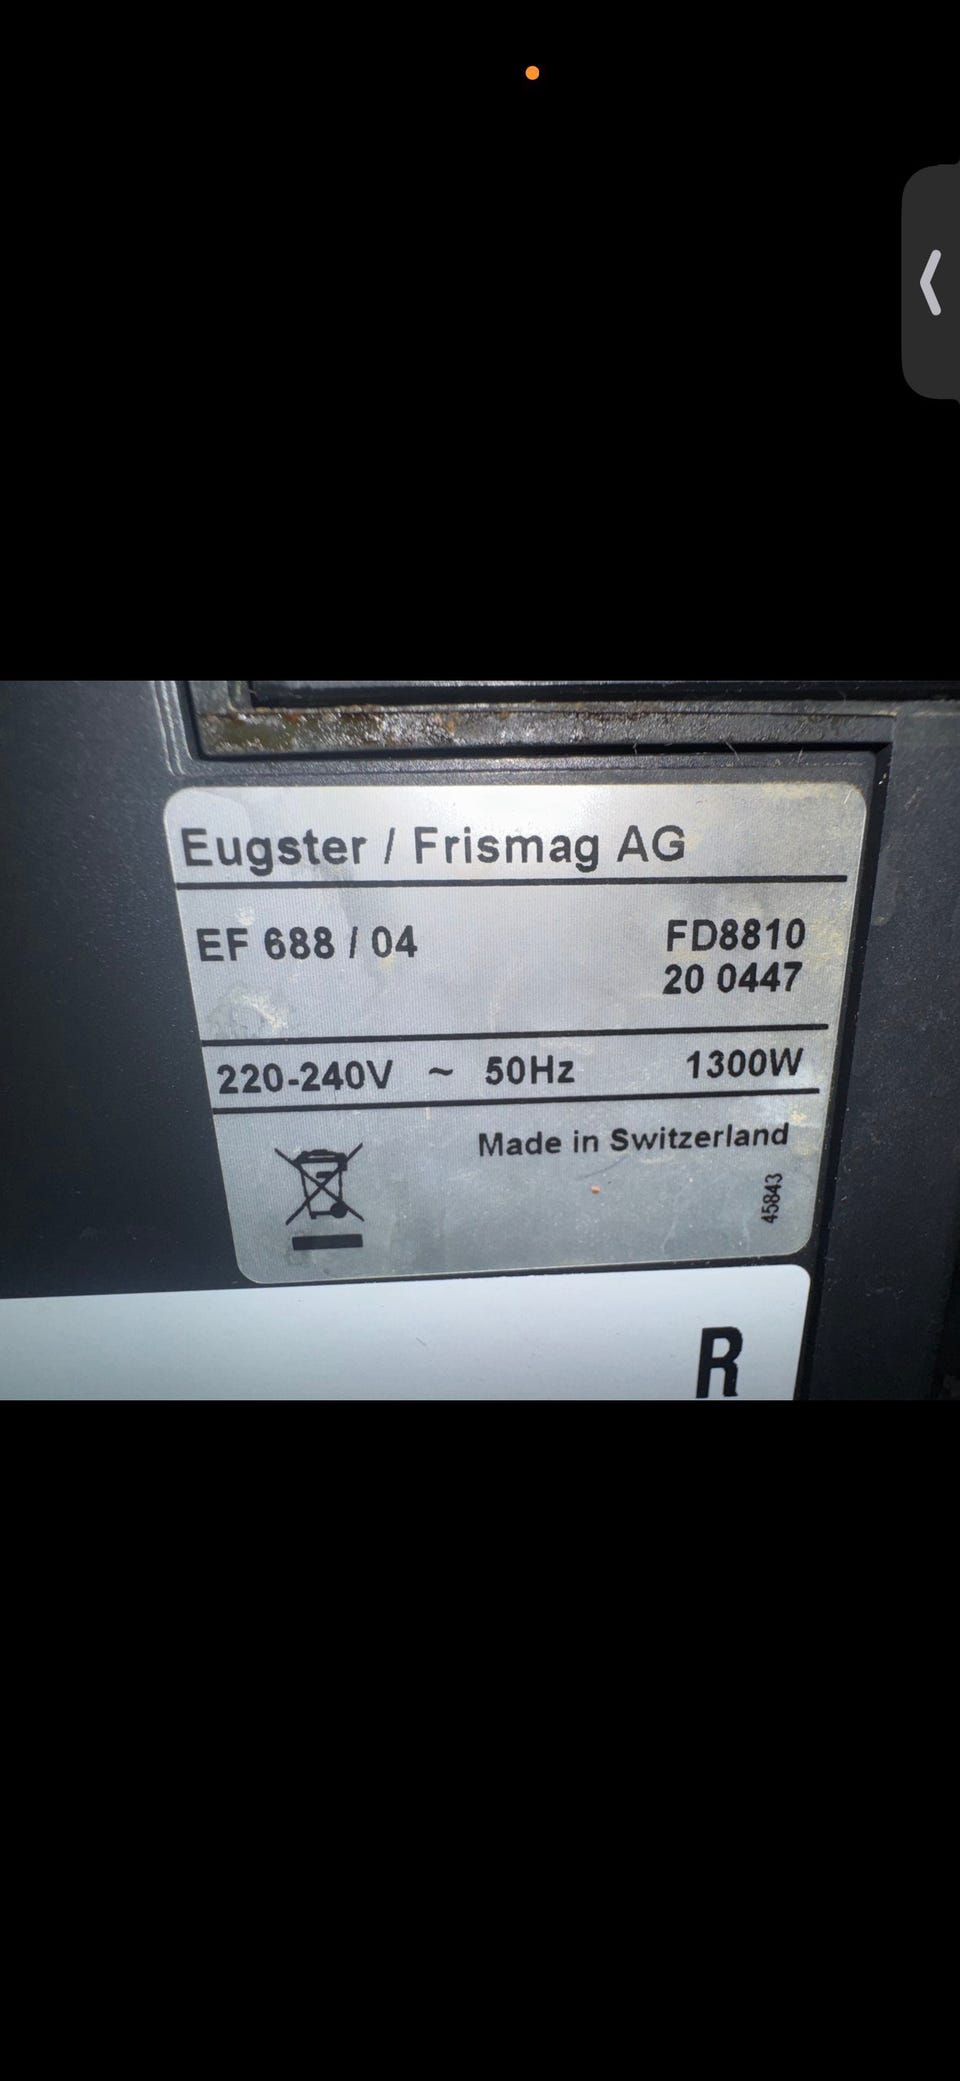 Eugster / Frismag AG
EF 688 / 04 FD8810
20 0447
220-240V ~ 50Hz 1300W
Made in Switzerland
45843
R